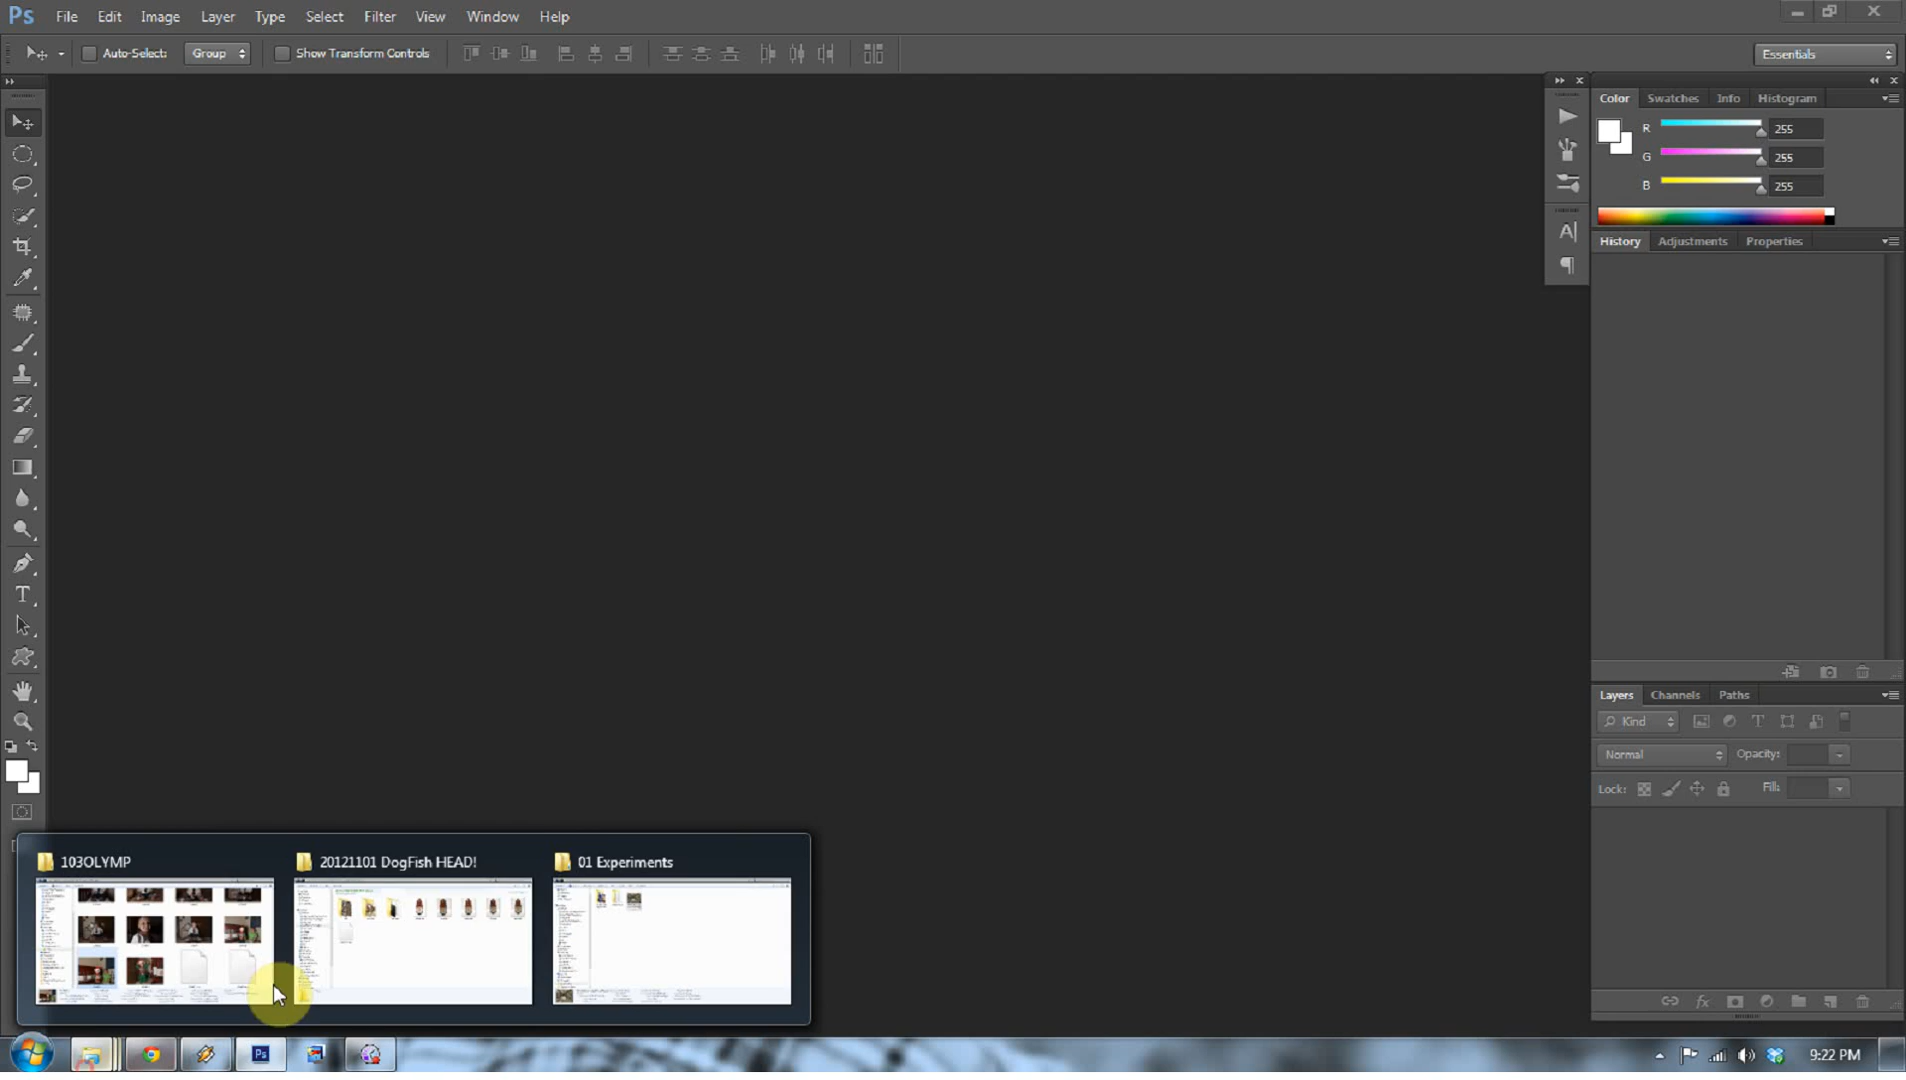 Ps File Edit Image Layer Type Select Filter View Window Help
Auto-Select: Group Show Transform Controls Essentials
Color Swatches Info Histogram
R 255
G 255
B 255
History Adjustments Properties
Layers Channels Paths
Kind
Normal Opacity:
Lock: Fill:
103OLYMP 20121101 DogFish HEAD! 01 Experiments
Ps 9:22 PM